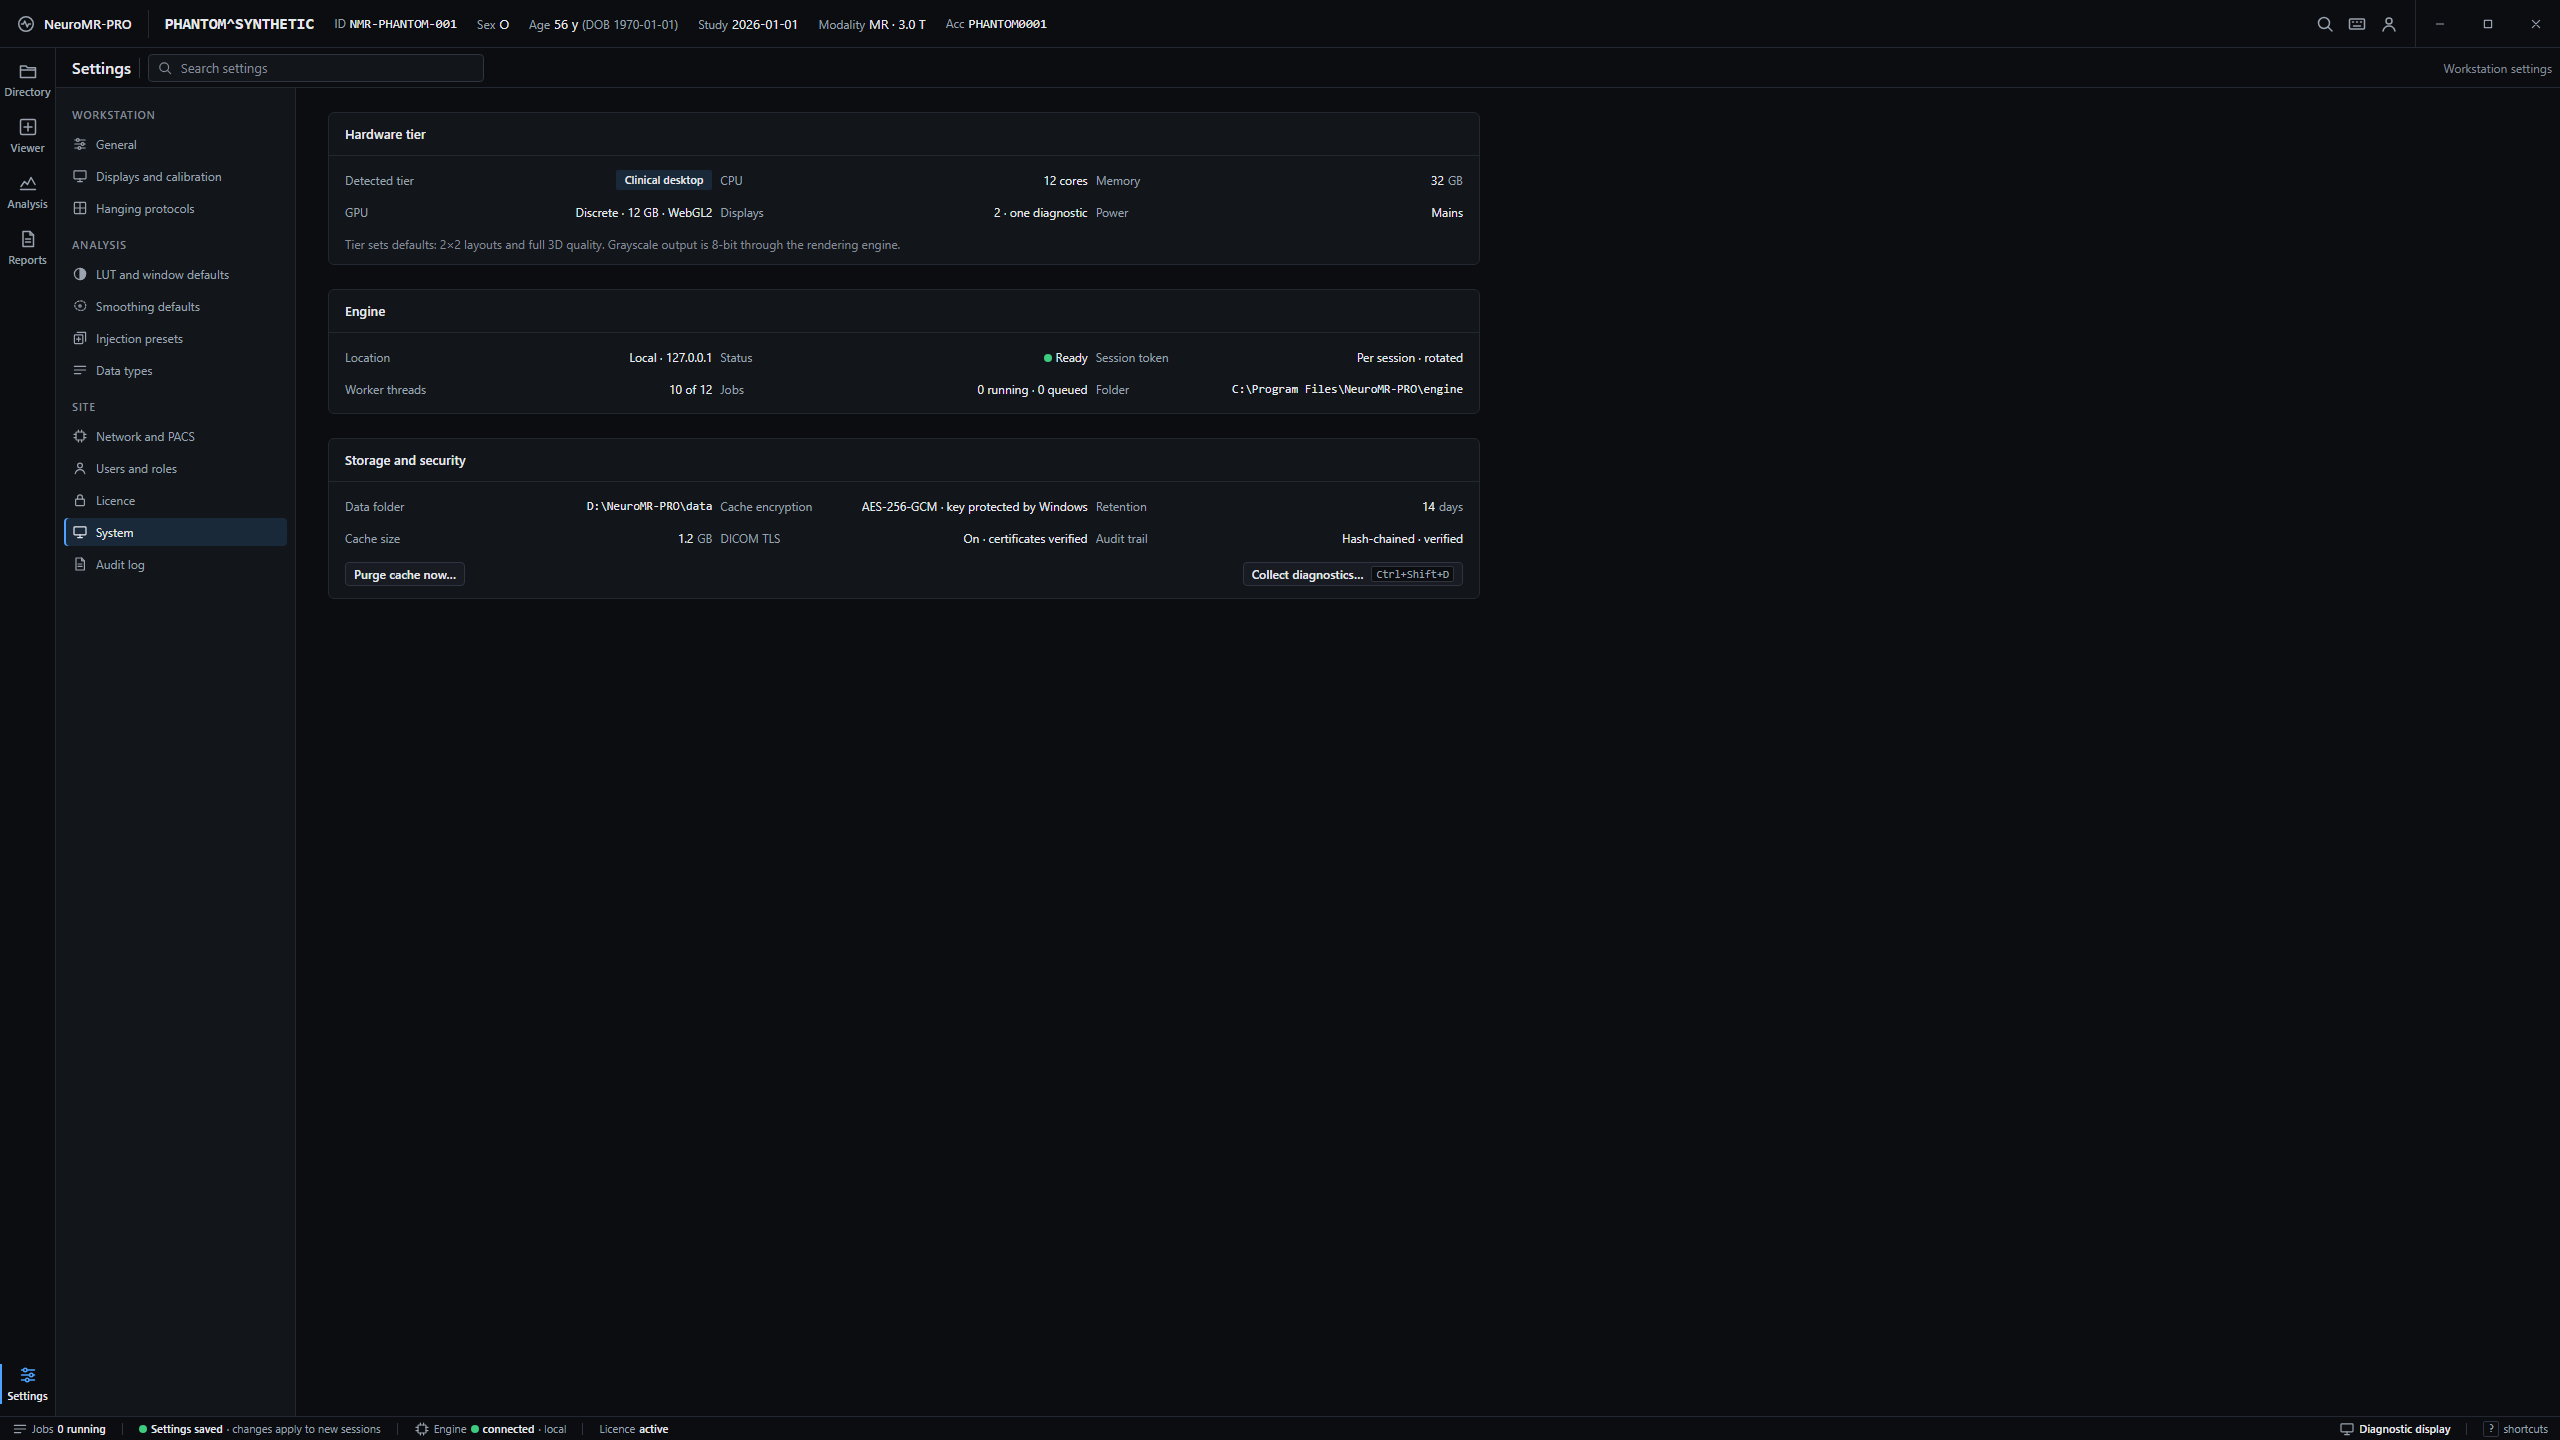 NeuroMR-PRO PHANTOM^SYNTHETIC ID NMR-PHANTOM-001 Sex O Age 56 y (DOB 1970-01-01) Study 2026-01-01 Modality MR · 3.0 T Acc PHANTOM0001
Directory
Viewer
Analysis
Reports
Settings
Settings Search settings Workstation settings
WORKSTATION
General
Displays and calibration
Hanging protocols
ANALYSIS
LUT and window defaults
Smoothing defaults
Injection presets
Data types
SITE
Network and PACS
Users and roles
Licence
System
Audit log
Hardware tier
Detected tier Clinical desktop CPU 12 cores Memory 32 GB
GPU Discrete · 12 GB · WebGL2 Displays 2 · one diagnostic Power Mains
Tier sets defaults: 2×2 layouts and full 3D quality. Grayscale output is 8-bit through the rendering engine.
Engine
Location Local · 127.0.0.1 Status Ready Session token Per session · rotated
Worker threads 10 of 12 Jobs 0 running · 0 queued Folder C:\Program Files\NeuroMR-PRO\engine
Storage and security
Data folder D:\NeuroMR-PRO\data Cache encryption AES-256-GCM · key protected by Windows Retention 14 days
Cache size 1.2 GB DICOM TLS On · certificates verified Audit trail Hash-chained · verified
Purge cache now... Collect diagnostics... Ctrl+Shift+D
Jobs 0 running Settings saved · changes apply to new sessions Engine connected · local Licence active Diagnostic display ? shortcuts